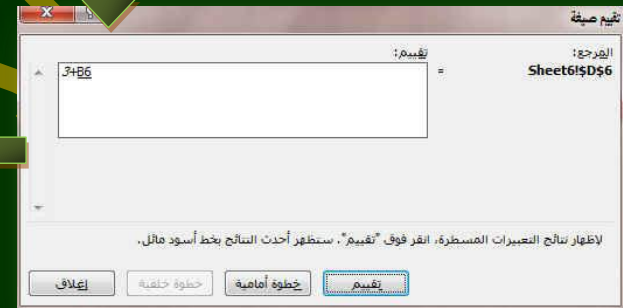 تقييم صيغة
المرجع: تقييم:
Sheet6!$D$6 = 3+B6
لإظهار نتائج التعبيرات المسطرة، انقر فوق "تقييم". ستظهر أحدث النتائج بخط أسود مائل.
تقييم خطوة أمامية خطوة خلفية إغلاق